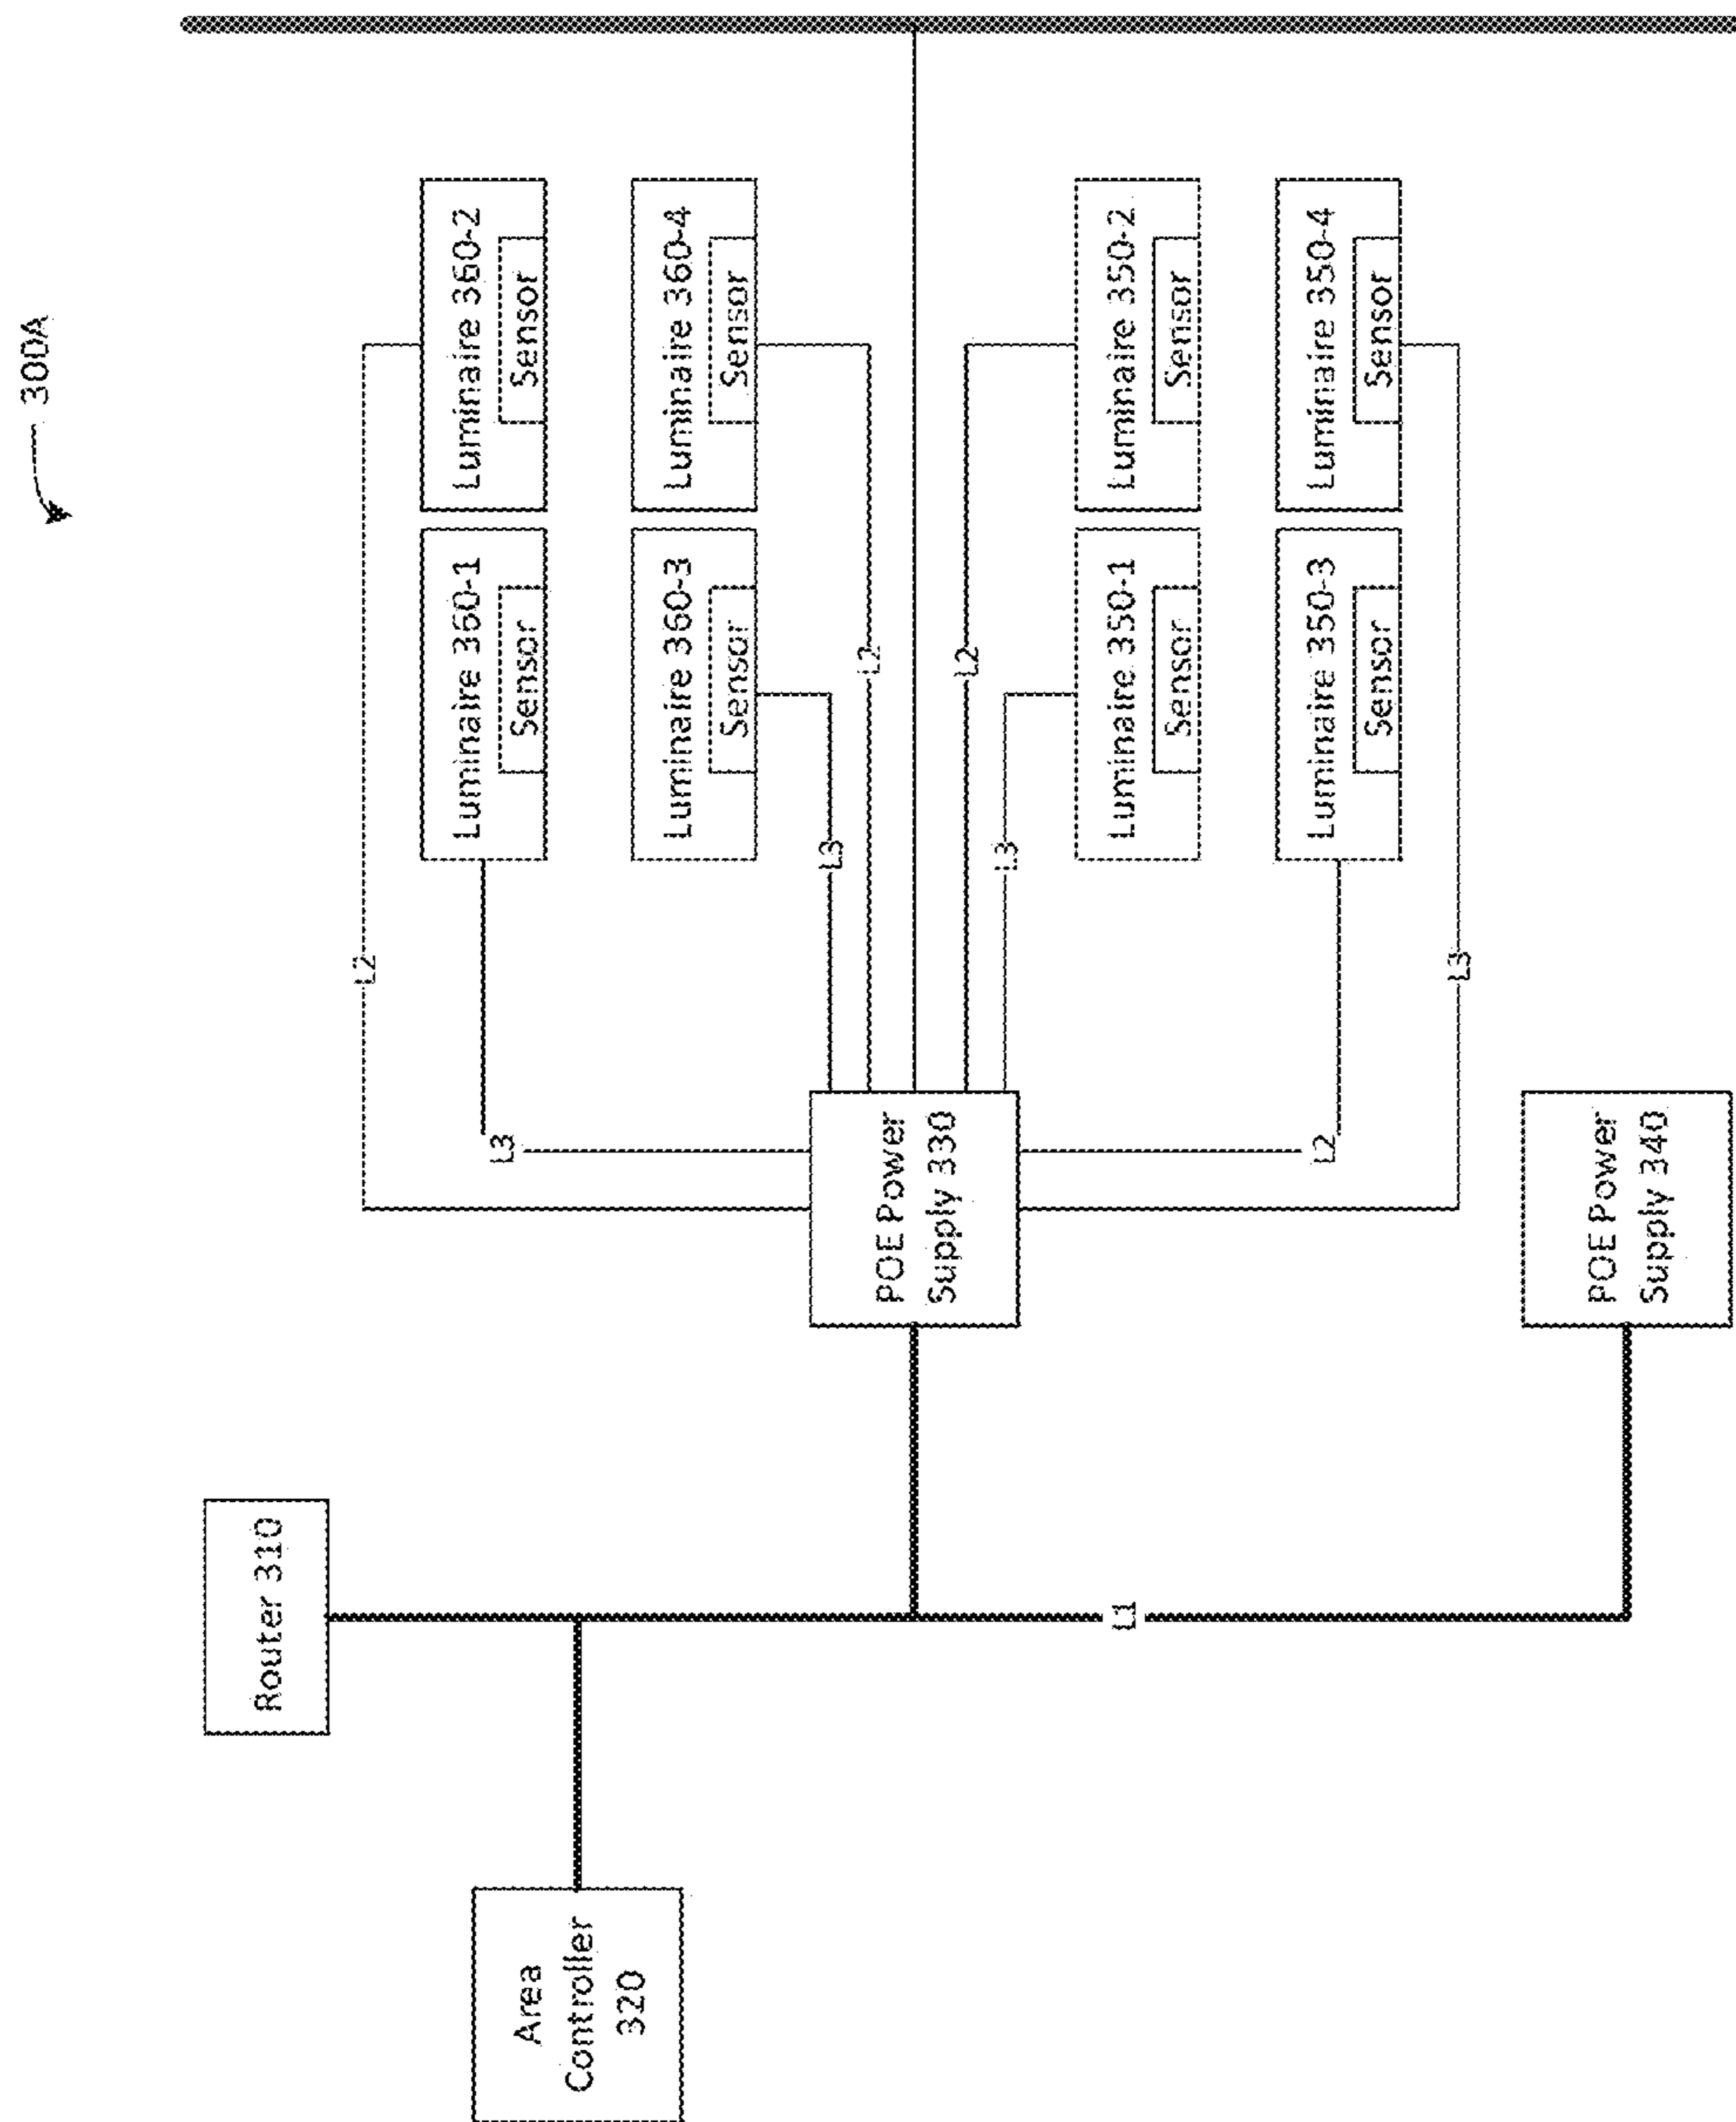 300A
Router 310
Area
Controller
320
L1
POE Power
Supply 330
POE Power
Supply 340
L2
L3
L3
L2
L2
L3
L2
L3
Luminaire 360-1
Sensor
Luminaire 360-2
Sensor
Luminaire 360-3
Sensor
Luminaire 360-4
Sensor
Luminaire 350-1
Sensor
Luminaire 350-2
Sensor
Luminaire 350-3
Sensor
Luminaire 350-4
Sensor